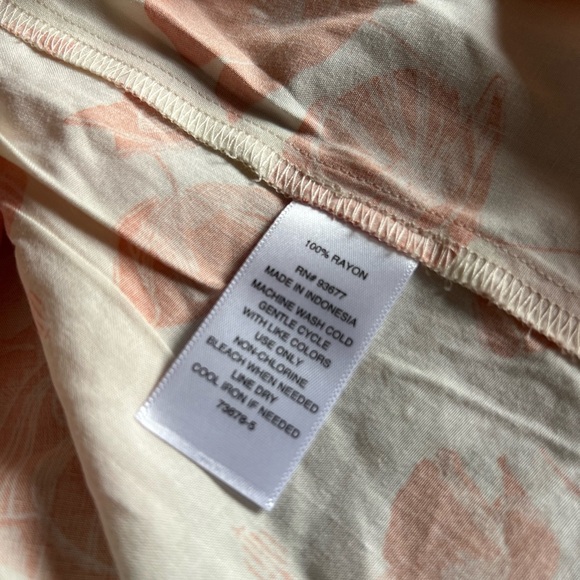 100% RAYON
RN# 93677
MADE IN INDONESIA
MACHINE WASH COLD
GENTLE CYCLE
WITH LIKE COLORS
USE ONLY
NON-CHLORINE
BLEACH WHEN NEEDED
LINE DRY
COOL IRON IF NEEDED
73679-5